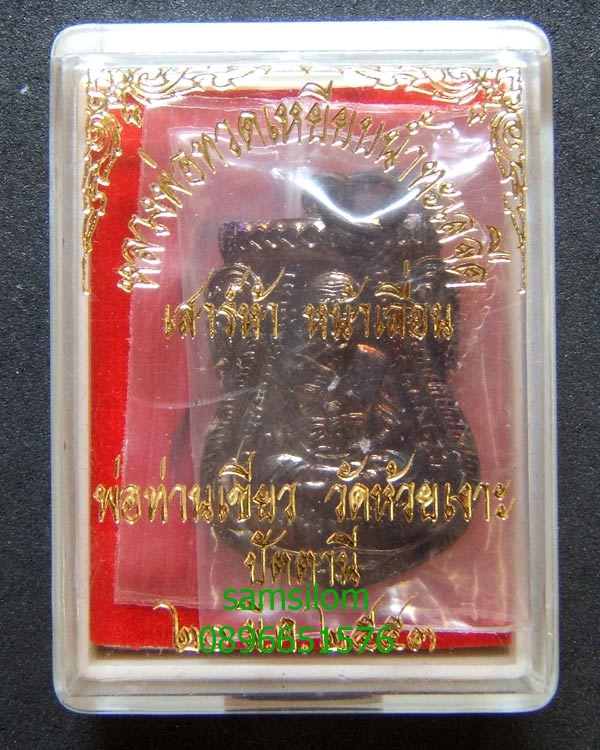 หลวงพ่อทวดเหยียบน้ำทะเลจืด
เสาร์ห้า หน้าเลื่อน
พ่อท่านเขียว วัดห้วยเงาะ
ปัตตานี
samsilom
0896651576